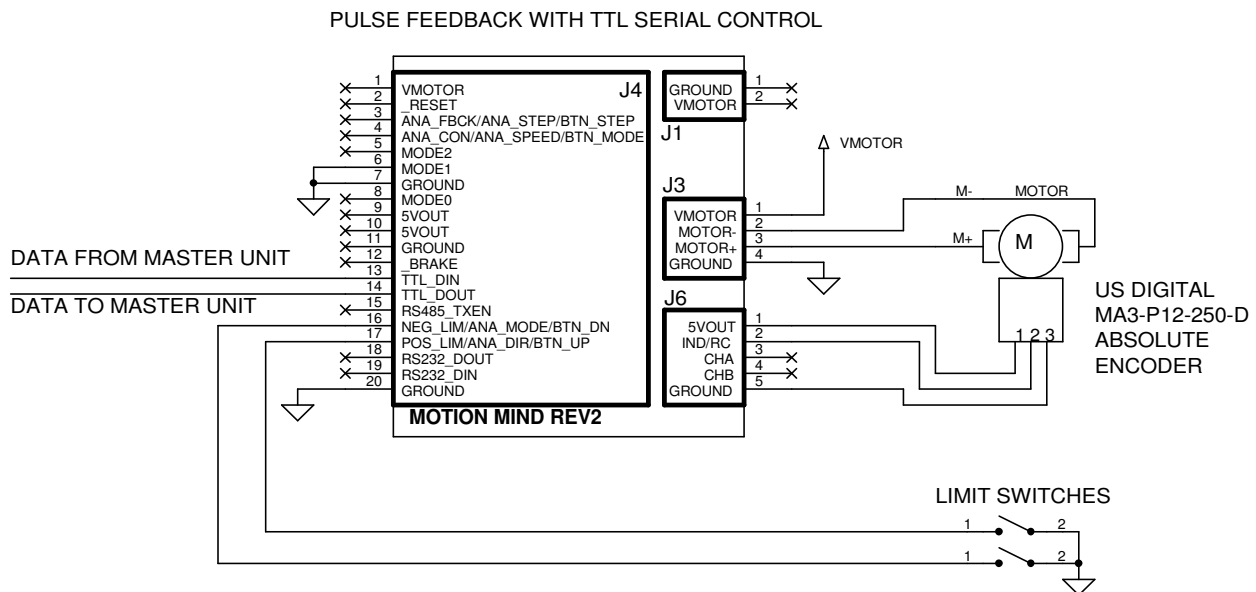 PULSE FEEDBACK WITH TTL SERIAL CONTROL
J4
1 VMOTOR
2 _RESET
3 ANA_FBCK/ANA_STEP/BTN_STEP
4 ANA_CON/ANA_SPEED/BTN_MODE
5 MODE2
6 MODE1
7 GROUND
8 MODE0
9 5VOUT
10 5VOUT
11 GROUND
12 _BRAKE
13 TTL_DIN
14 TTL_DOUT
15 RS485_TXEN
16 NEG_LIM/ANA_MODE/BTN_DN
17 POS_LIM/ANA_DIR/BTN_UP
18 RS232_DOUT
19 RS232_DIN
20 GROUND
MOTION MIND REV2
DATA FROM MASTER UNIT
DATA TO MASTER UNIT
GROUND 1
VMOTOR 2
J1
VMOTOR
J3
VMOTOR 1
MOTOR- 2
MOTOR+ 3
GROUND 4
J6
5VOUT 1
IND/RC 2
CHA 3
CHB 4
GROUND 5
M- MOTOR
M+ M
1 2 3
US DIGITAL
MA3-P12-250-D
ABSOLUTE
ENCODER
LIMIT SWITCHES
1 2
1 2